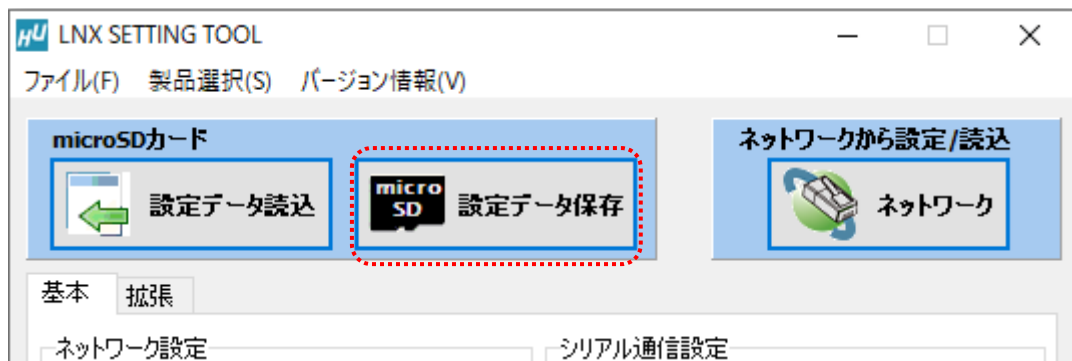 HU LNX SETTING TOOL
ファイル(F) 製品選択(S) バージョン情報(V)
microSDカード
設定データ読込
micro SD 設定データ保存
ネットワークから設定/読込
ネットワーク
基本 拡張
ネットワーク設定
シリアル通信設定